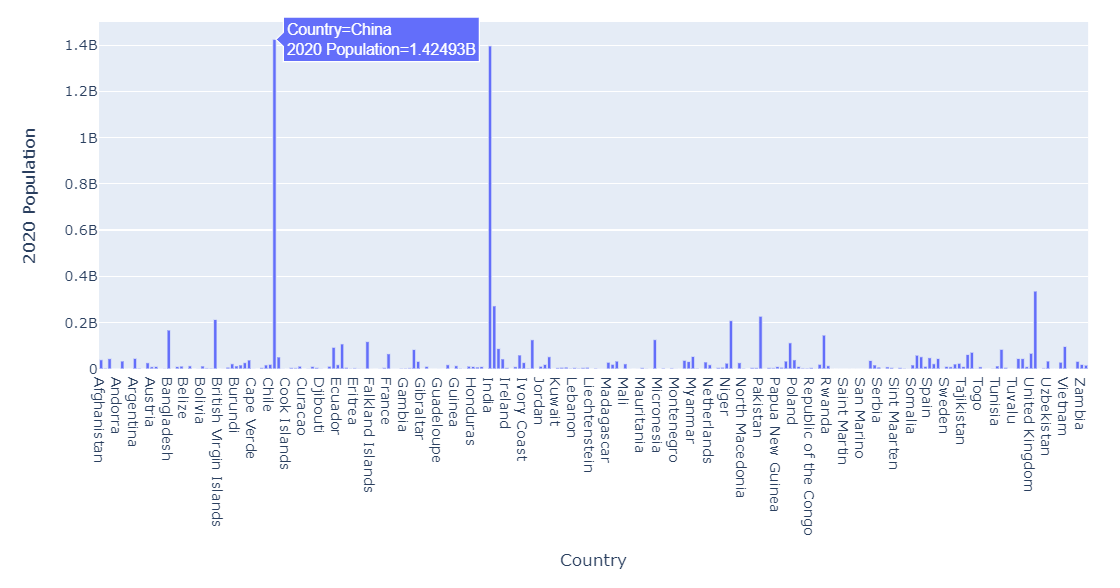 Country=China
2020 Population=1.42493B
2020 Population
1.4B
1.2B
1B
0.8B
0.6B
0.4B
0.2B
0
Afghanistan
Andorra
Argentina
Austria
Bangladesh
Belize
Bolivia
British Virgin Islands
Burundi
Cape Verde
Chile
Cook Islands
Curacao
Djibouti
Ecuador
Eritrea
Falkland Islands
France
Gambia
Gibraltar
Guadeloupe
Guinea
Honduras
India
Ireland
Ivory Coast
Jordan
Kuwait
Lebanon
Liechtenstein
Madagascar
Mali
Mauritania
Micronesia
Montenegro
Myanmar
Netherlands
Niger
North Macedonia
Pakistan
Papua New Guinea
Poland
Republic of the Congo
Rwanda
Saint Martin
San Marino
Serbia
Sint Maarten
Somalia
Spain
Sweden
Tajikistan
Togo
Tunisia
Tuvalu
United Kingdom
Uzbekistan
Vietnam
Zambia
Country